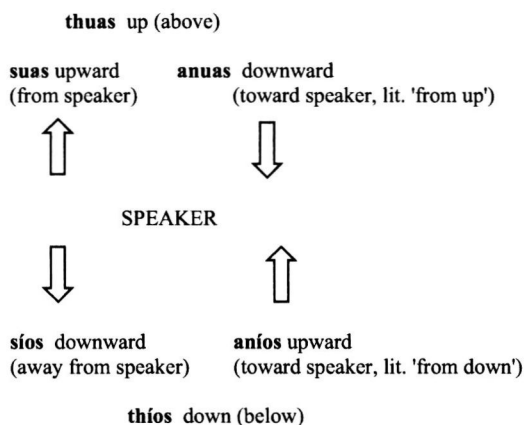 thuas up (above)
suas upward anuas downward
(from speaker) (toward speaker, lit. 'from up')
SPEAKER
síos downward aníos upward
(away from speaker) (toward speaker, lit. 'from down')
thíos down (below)